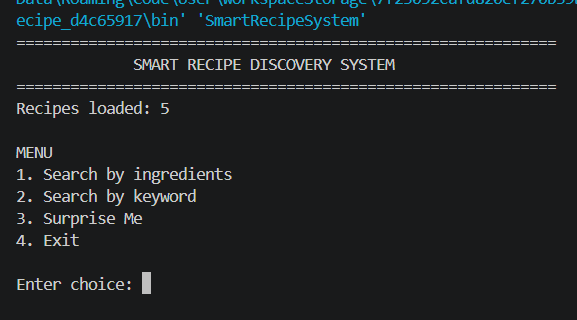 ecipe_d4c65917\bin' 'SmartRecipeSystem'
============================================================
SMART RECIPE DISCOVERY SYSTEM
============================================================
Recipes loaded: 5
MENU
1. Search by ingredients
2. Search by keyword
3. Surprise Me
4. Exit
Enter choice: